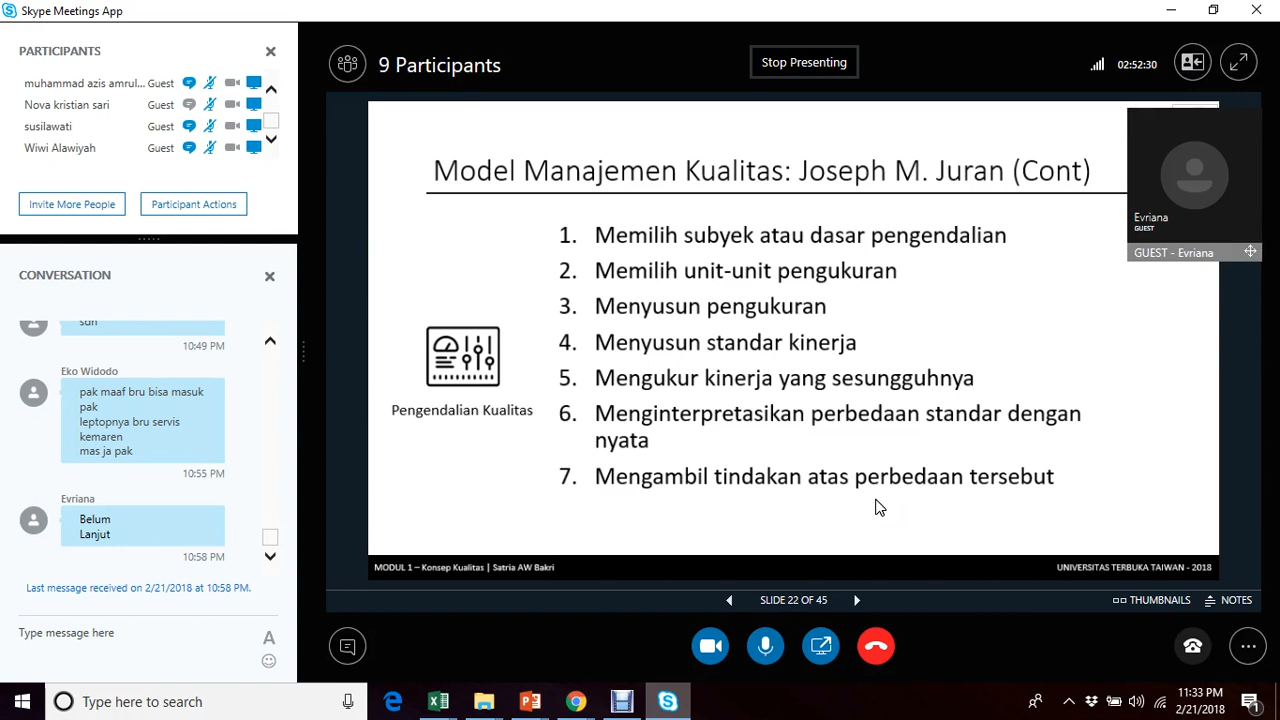 Skype Meetings App
PARTICIPANTS
muhammad azis amrul... Guest
Nova kristian sari Guest
susilawati Guest
Wiwi Alawiyah Guest
Invite More People
Participant Actions
CONVERSATION
10:49 PM
Eko Widodo
pak maaf bru bisa masuk
pak
leptopnya bru servis
kemaren
mas ja pak
10:55 PM
Evriana
Belum
Lanjut
10:58 PM
Last message received on 2/21/2018 at 10:58 PM.
Type message here
A
9 Participants
Stop Presenting
02:52:30
Model Manajemen Kualitas: Joseph M. Juran (Cont)
Pengendalian Kualitas
1. Memilih subyek atau dasar pengendalian
2. Memilih unit-unit pengukuran
3. Menyusun pengukuran
4. Menyusun standar kinerja
5. Mengukur kinerja yang sesungguhnya
6. Menginterpretasikan perbedaan standar dengan
nyata
7. Mengambil tindakan atas perbedaan tersebut
MODUL 1 – Konsep Kualitas | Satria AW Bakri
UNIVERSITAS TERBUKA TAIWAN - 2018
Evriana
GUEST
GUEST - Evriana
SLIDE 22 OF 45
THUMBNAILS
NOTES
Type here to search
11:33 PM
2/21/2018